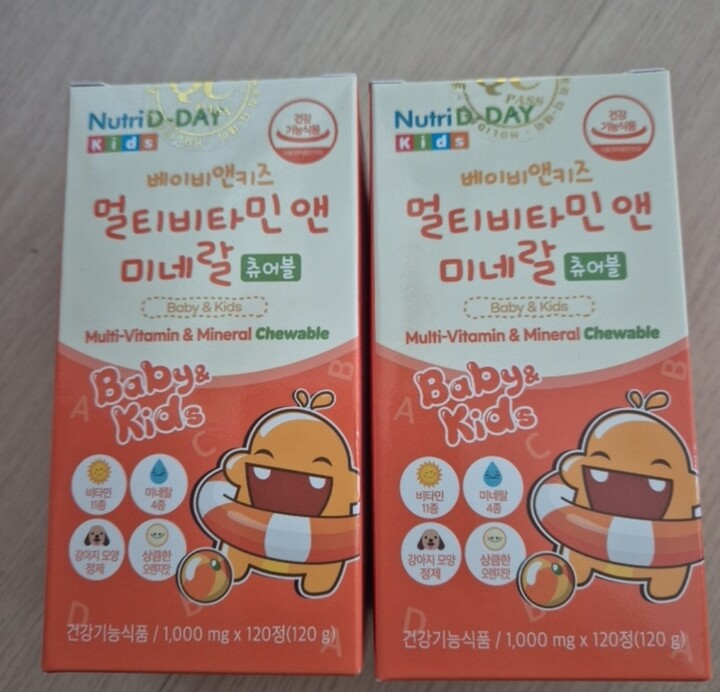 PASS
Nutri D-DAY
Kids
건강
기능식품
베이비앤키즈
멀티비타민 앤
미네랄 츄어블
Baby & Kids
Multi-Vitamin & Mineral Chewable
Baby &
Kids
비타민
11종
미네랄
4종
강아지 모양
정제
상큼한
오렌지맛
건강기능식품 / 1,000 mg x 120정(120 g)
QC
PASS
Nutri D-DAY
Kids
건강
기능식품
베이비앤키즈
멀티비타민 앤
미네랄 츄어블
Baby & Kids
Multi-Vitamin & Mineral Chewable
Baby &
Kids
비타민
11종
미네랄
4종
강아지 모양
정제
상큼한
오렌지맛
건강기능식품 / 1,000 mg x 120정(120 g)